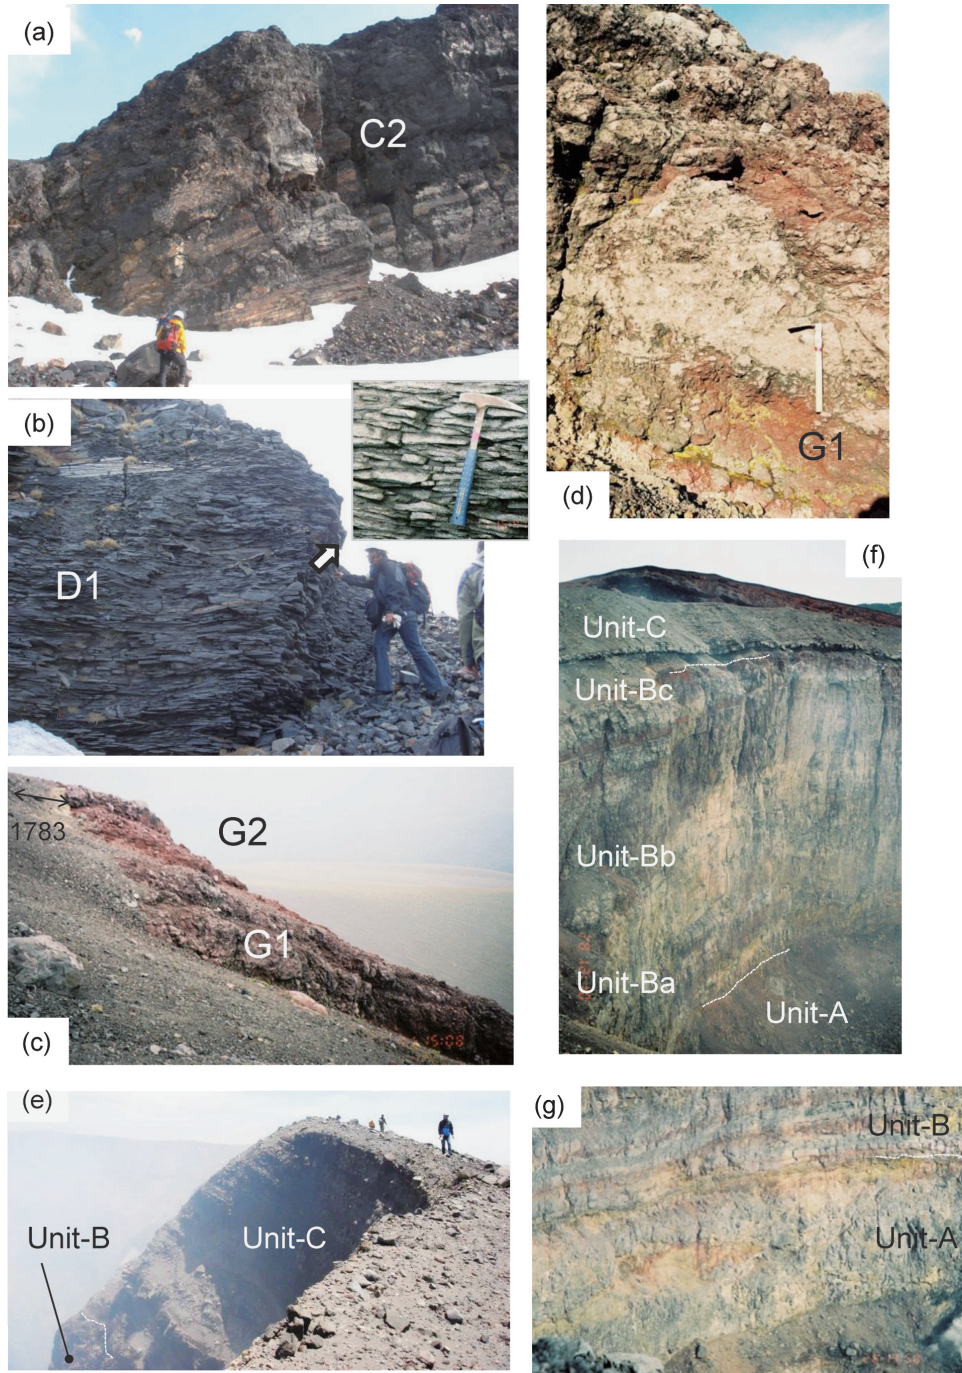 (a)
C2
(b)
D1
1783
G2
G1
(c)
(d)
G1
(e)
Unit-B
Unit-C
(f)
Unit-C
Unit-Bc
Unit-Bb
Unit-Ba
Unit-A
(g)
Unit-B
Unit-A